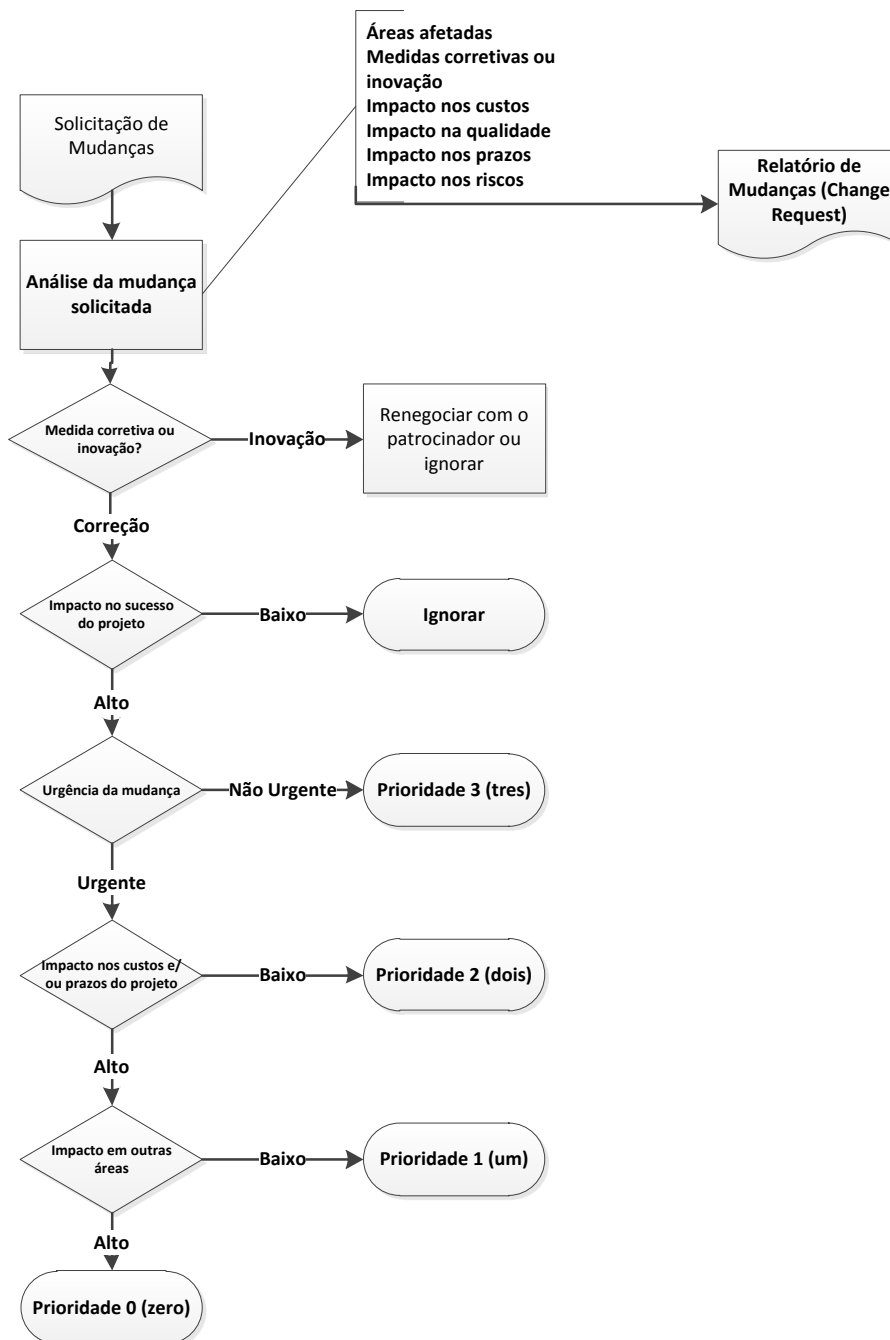 Áreas afetadas
Medidas corretivas ou
inovação
Impacto nos custos
Impacto na qualidade
Impacto nos prazos
Impacto nos riscos
Solicitação de
Mudanças
Relatório de
Mudanças (Change
Request)
Análise da mudança
solicitada
Medida corretiva ou
inovação?
Inovação
Renegociar com o
patrocinador ou
ignorar
Correção
Impacto no sucesso
do projeto
Baixo
Ignorar
Alto
Urgência da mudança
Não Urgente
Prioridade 3 (tres)
Urgente
Impacto nos custos e/
ou prazos do projeto
Baixo
Prioridade 2 (dois)
Alto
Impacto em outras
áreas
Baixo
Prioridade 1 (um)
Alto
Prioridade 0 (zero)